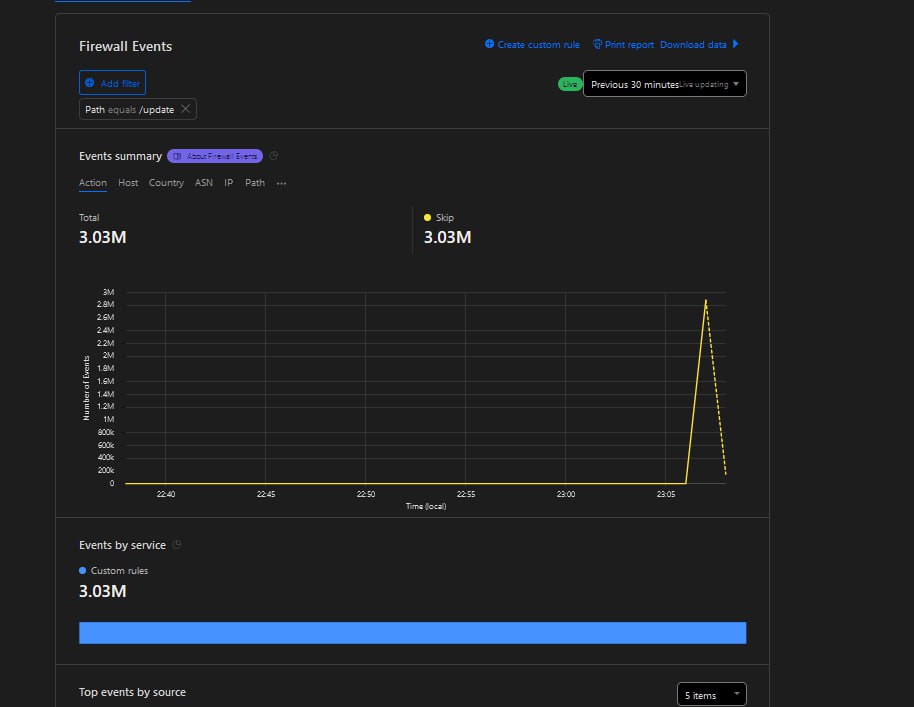 Firewall Events
Create custom rule Print report Download data
Add filter
Live Previous 30 minutes Live updating
Path equals /update
Events summary About Firewall Events
Action Host Country ASN IP Path ...
Total
3.03M
Skip
3.03M
3M
2.8M
2.6M
2.4M
2.2M
2M
1.8M
1.6M
1.4M
1.2M
1M
800k
600k
400k
200k
0
Number of Events
22:40 22:45 22:50 22:55 23:00 23:05
Time (local)
Events by service
Custom rules
3.03M
Top events by source
5 items